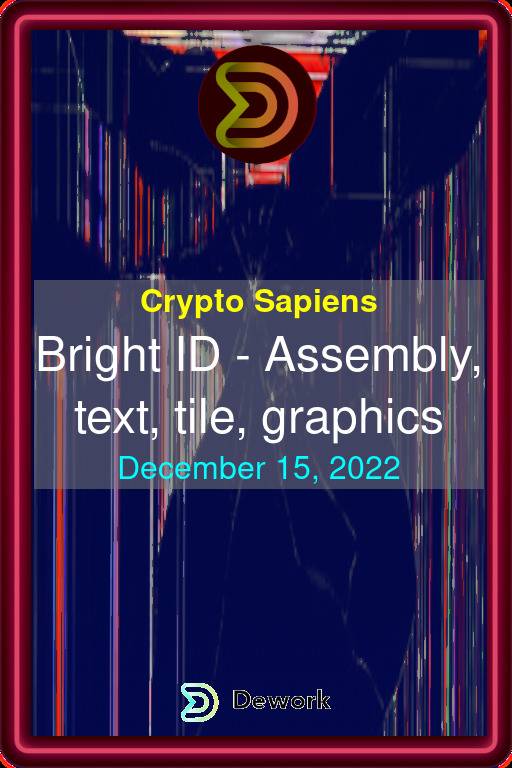 Crypto Sapiens
Bright ID - Assembly,
text, tile, graphics
December 15, 2022
Dework